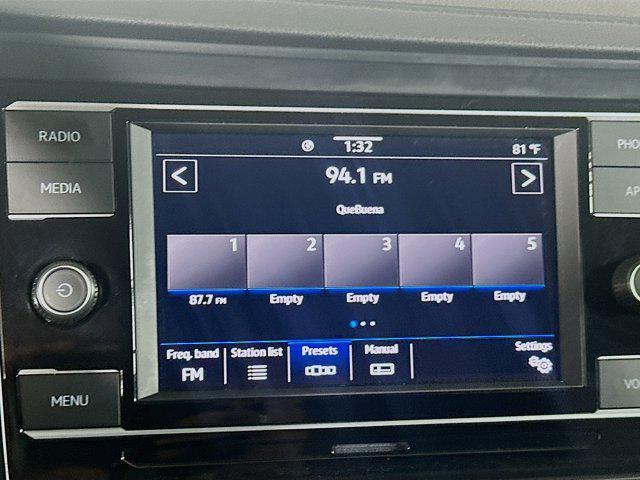 RADIO
MEDIA
MENU
1:32
81 °F
94.1 FM
QueBuena
1 2 3 4 5
87.7 FM Empty Empty Empty Empty
Freq. band Station list Presets Manual Settings
FM